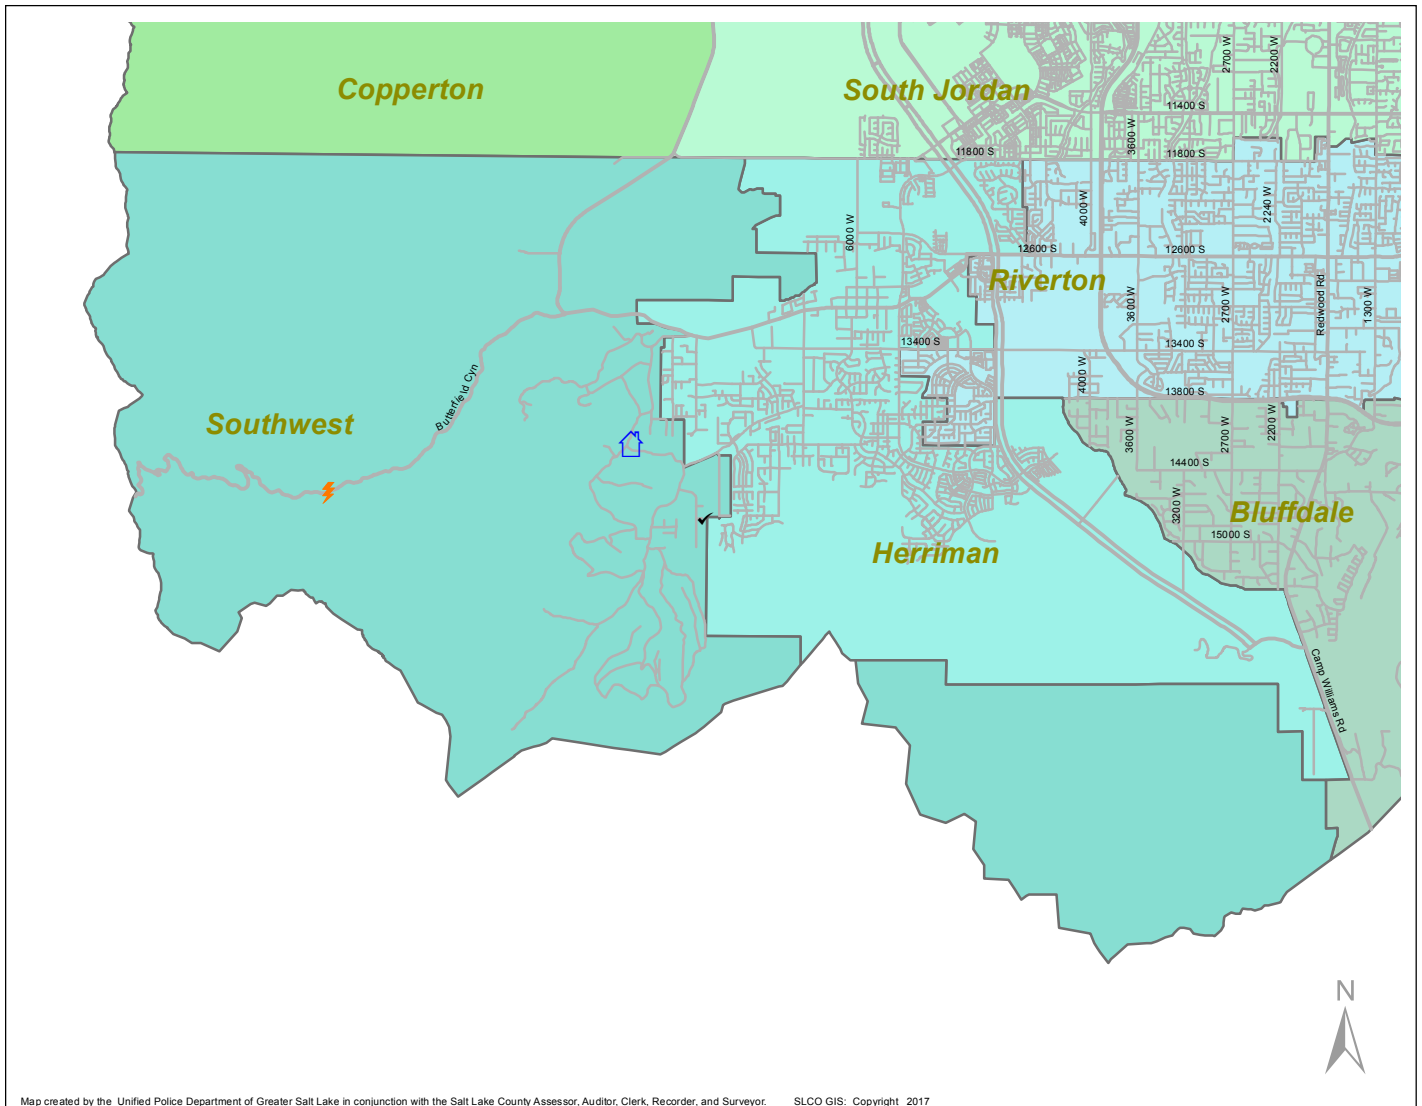 Copperton
South Jordan
2700 W
2200 W
11400 S
3600 W
11800 S
11800 S
4000 W
2240 W
6000 W
12600 S
12600 S
Riverton
3600 W
2700 W
Redwood Rd
1300 W
13400 S
13400 S
4000 W
13800 S
Butterfield Cyn
Southwest
3600 W
2700 W
2200 W
14400 S
3200 W
Bluffdale
15000 S
Herriman
Camp Williams Rd
N
Map created by the Unified Police Department of Greater Salt Lake in conjunction with the Salt Lake County Assessor, Auditor, Clerk, Recorder, and Surveyor. SLCO GIS: Copyright 2017